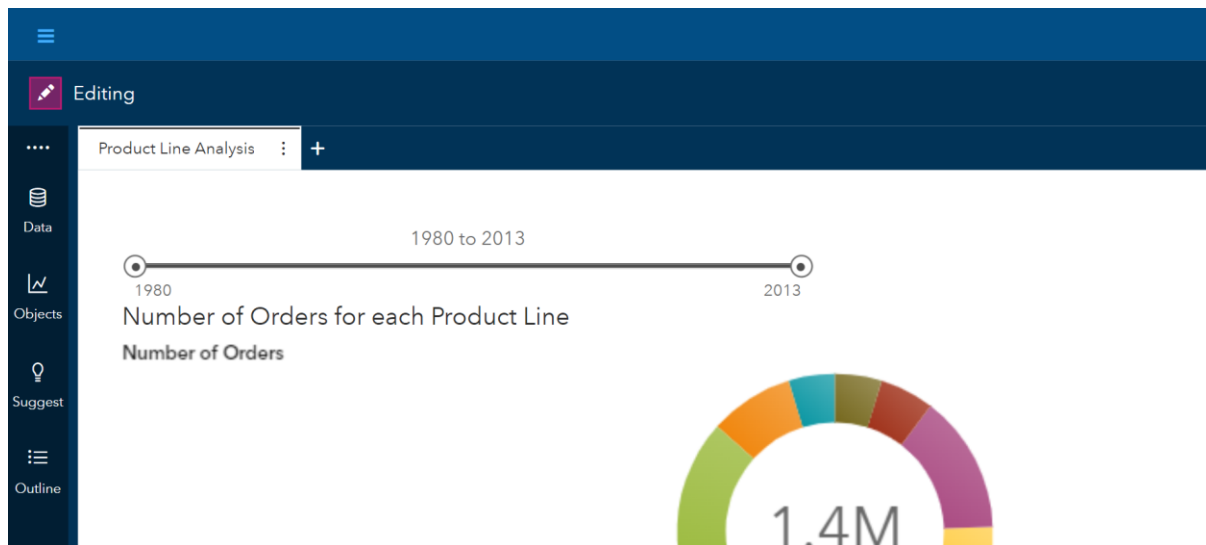 Editing
Product Line Analysis
Data
Objects
Suggest
Outline
1980 to 2013
1980 2013
Number of Orders for each Product Line
Number of Orders
1.4M